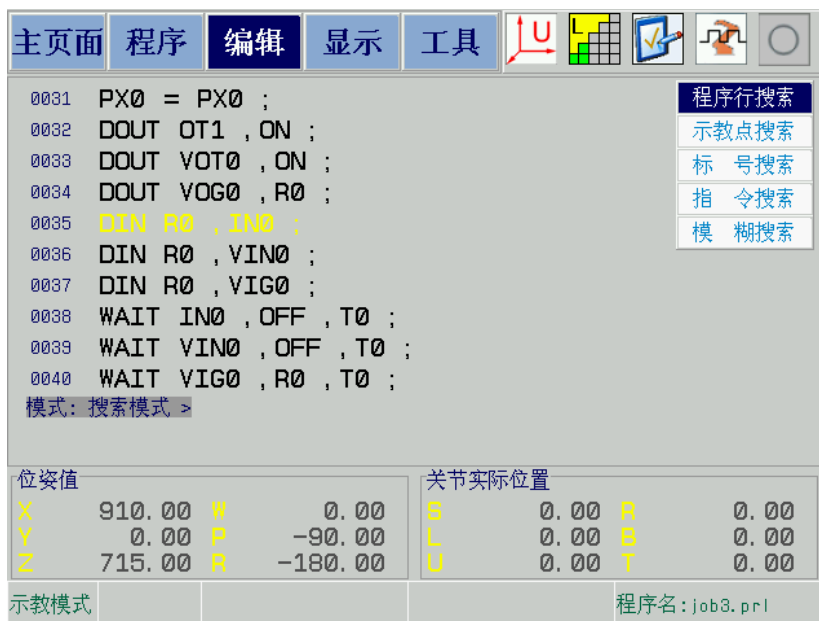 主页面 程序 编辑 显示 工具 U L
0031 PX0 = PX0 ;
0032 DOUT OT1 ,ON ;
0033 DOUT VOT0 ,ON ;
0034 DOUT VOG0 ,R0 ;
0035 DIN R0 ,IN0 ;
0036 DIN R0 ,VIN0 ;
0037 DIN R0 ,VIG0 ;
0038 WAIT IN0 ,OFF ,T0 ;
0039 WAIT VIN0 ,OFF ,T0 ;
0040 WAIT VIG0 ,R0 ,T0 ;
模式: 搜索模式 >
程序行搜索
示教点搜索
标 号搜索
指 令搜索
模 糊搜索
位姿值
X 910.00 W 0.00
Y 0.00 P -90.00
Z 715.00 R -180.00
关节实际位置
S 0.00 R 0.00
L 0.00 B 0.00
U 0.00 T 0.00
示教模式 程序名:job3.prl